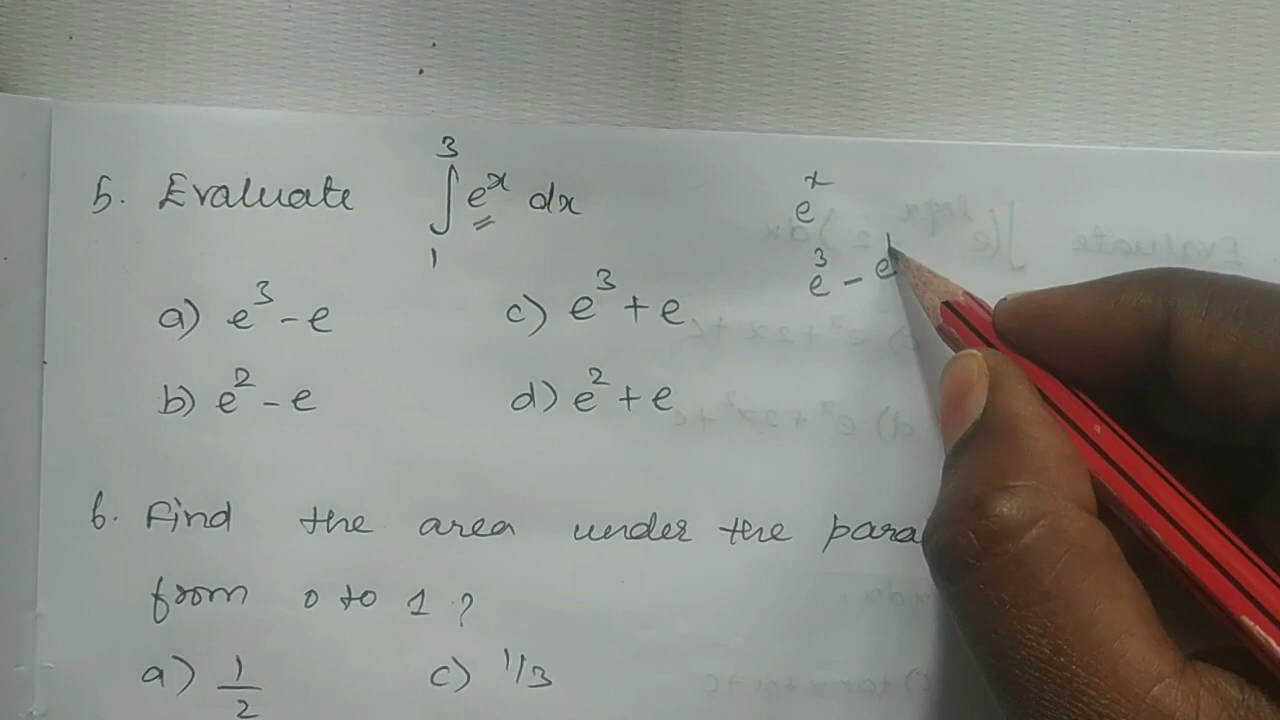 5. Evaluate ∫₁³ eˣ dx
eˣ
e³ - e¹
a) e³ - e c) e³ + e
b) e² - e d) e² + e
6. Find the area under the
from 0 to 1 ?
a) 1/2 c) 1/3